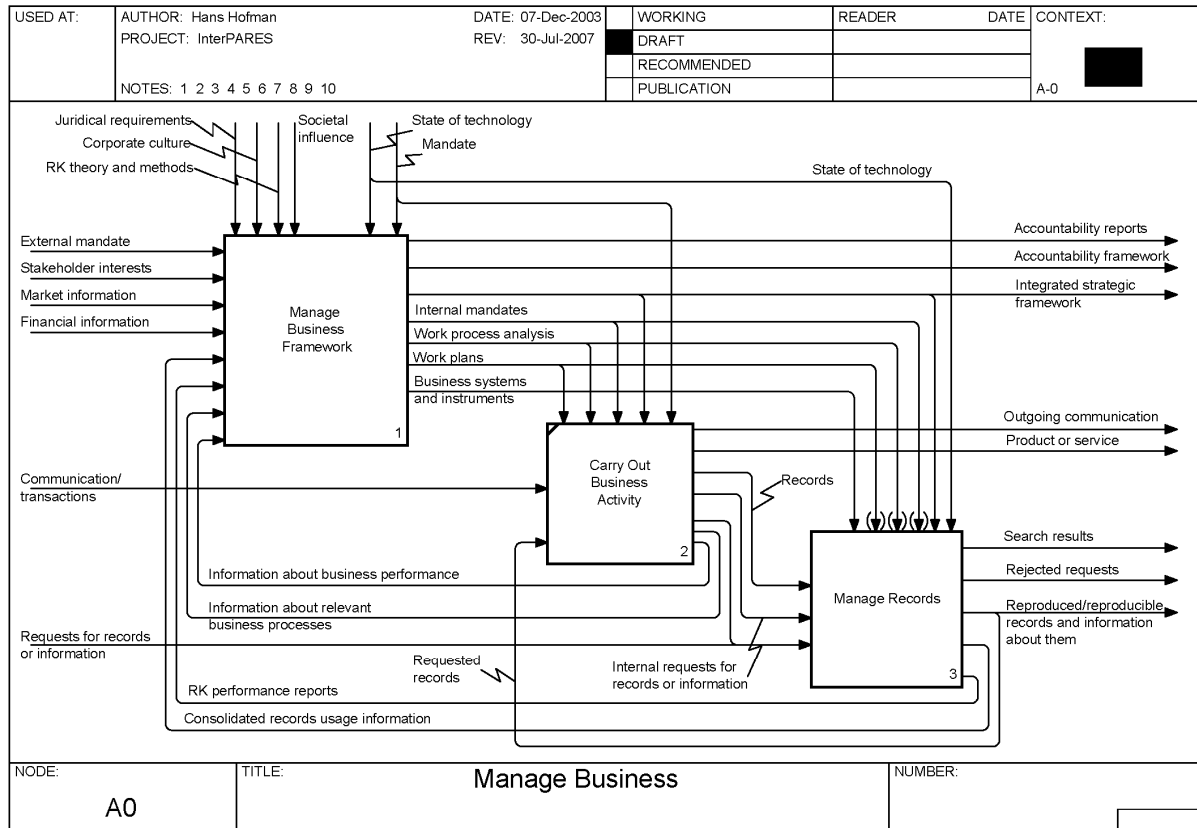 USED AT:
AUTHOR: Hans Hofman
DATE: 07-Dec-2003
WORKING
READER
DATE
CONTEXT:
PROJECT: InterPARES
REV: 30-Jul-2007
DRAFT
RECOMMENDED
NOTES: 1 2 3 4 5 6 7 8 9 10
PUBLICATION
A-0
Juridical requirements
Societal
influence
State of technology
Corporate culture
Mandate
RK theory and methods
State of technology
External mandate
Stakeholder interests
Market information
Financial information
Manage
Business
Framework
1
Accountability reports
Accountability framework
Integrated strategic
framework
Internal mandates
Work process analysis
Work plans
Business systems
and instruments
Outgoing communication
Product or service
Communication/
transactions
Carry Out
Business
Activity
2
Records
Search results
Rejected requests
Reproduced/reproducible
records and information
about them
Manage Records
3
Information about business performance
Information about relevant
business processes
Requests for records
or information
Requested
records
Internal requests for
records or information
RK performance reports
Consolidated records usage information
NODE:
A0
TITLE:
Manage Business
NUMBER: